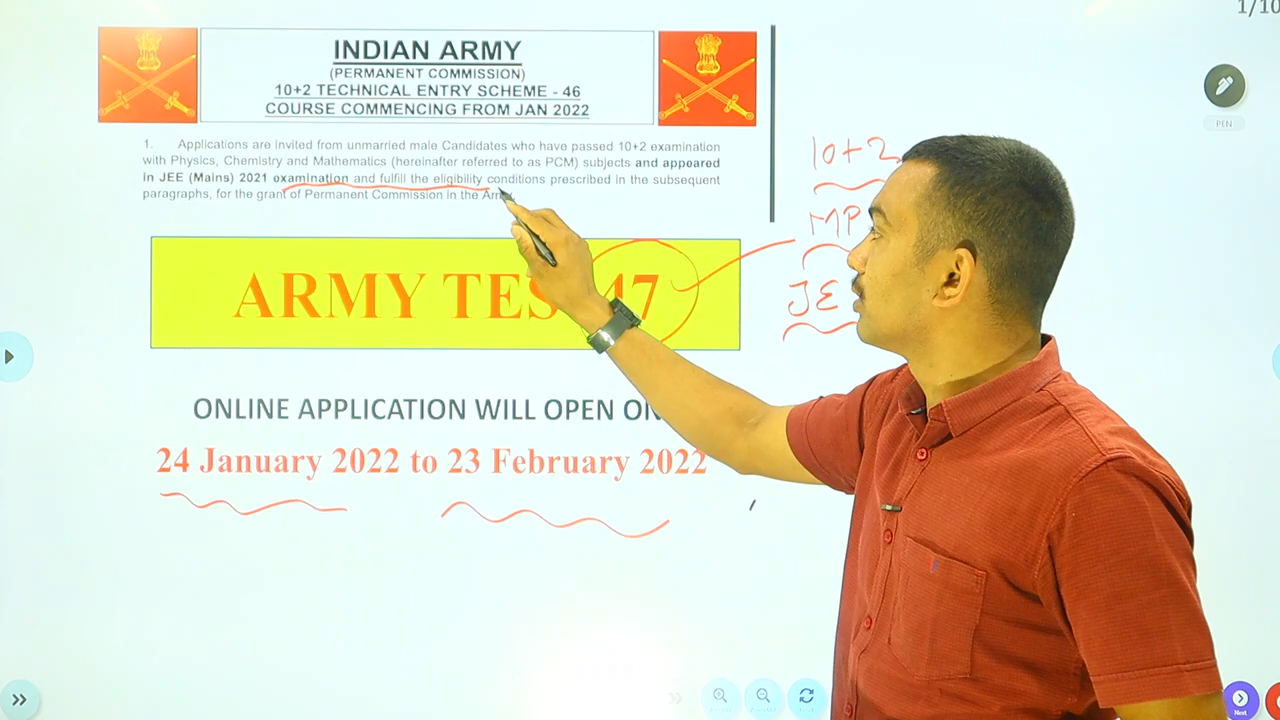 1/10
INDIAN ARMY
(PERMANENT COMMISSION)
10+2 TECHNICAL ENTRY SCHEME - 46
COURSE COMMENCING FROM JAN 2022
PEN
1. Applications are invited from unmarried male Candidates who have passed 10+2 examination
with Physics, Chemistry and Mathematics (hereinafter referred to as PCM) subjects and appeared
in JEE (Mains) 2021 examination and fulfill the eligibility conditions prescribed in the subsequent
paragraphs, for the grant of Permanent Commission in the
10+2
MP
JE
ARMY TES 47
ONLINE APPLICATION WILL OPEN ON
24 January 2022 to 23 February 2022
Next